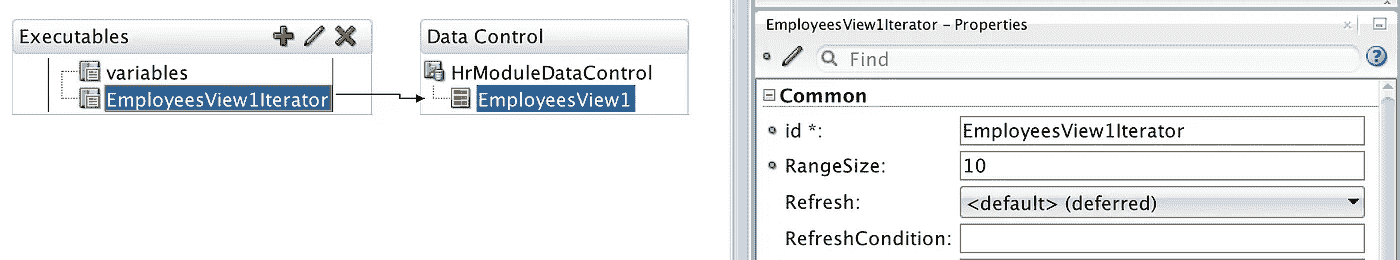 Executables
variables
EmployeesView1Iterator
Data Control
HrModuleDataControl
EmployeesView1
EmployeesView1Iterator - Properties
Find
Common
id *:
EmployeesView1Iterator
RangeSize:
10
Refresh:
<default> (deferred)
RefreshCondition: